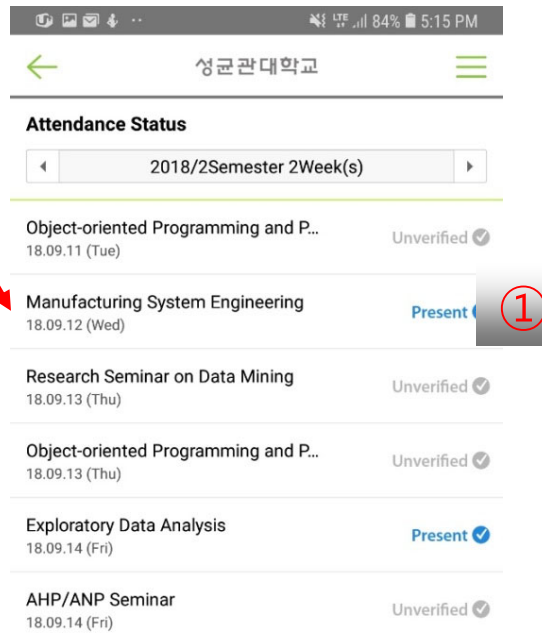 LTE 84% 5:15 PM
성균관대학교
Attendance Status
2018/2Semester 2Week(s)
Object-oriented Programming and P...
Unverified
18.09.11 (Tue)
Manufacturing System Engineering
Present
①
18.09.12 (Wed)
Research Seminar on Data Mining
Unverified
18.09.13 (Thu)
Object-oriented Programming and P...
Unverified
18.09.13 (Thu)
Exploratory Data Analysis
Present
18.09.14 (Fri)
AHP/ANP Seminar
Unverified
18.09.14 (Fri)